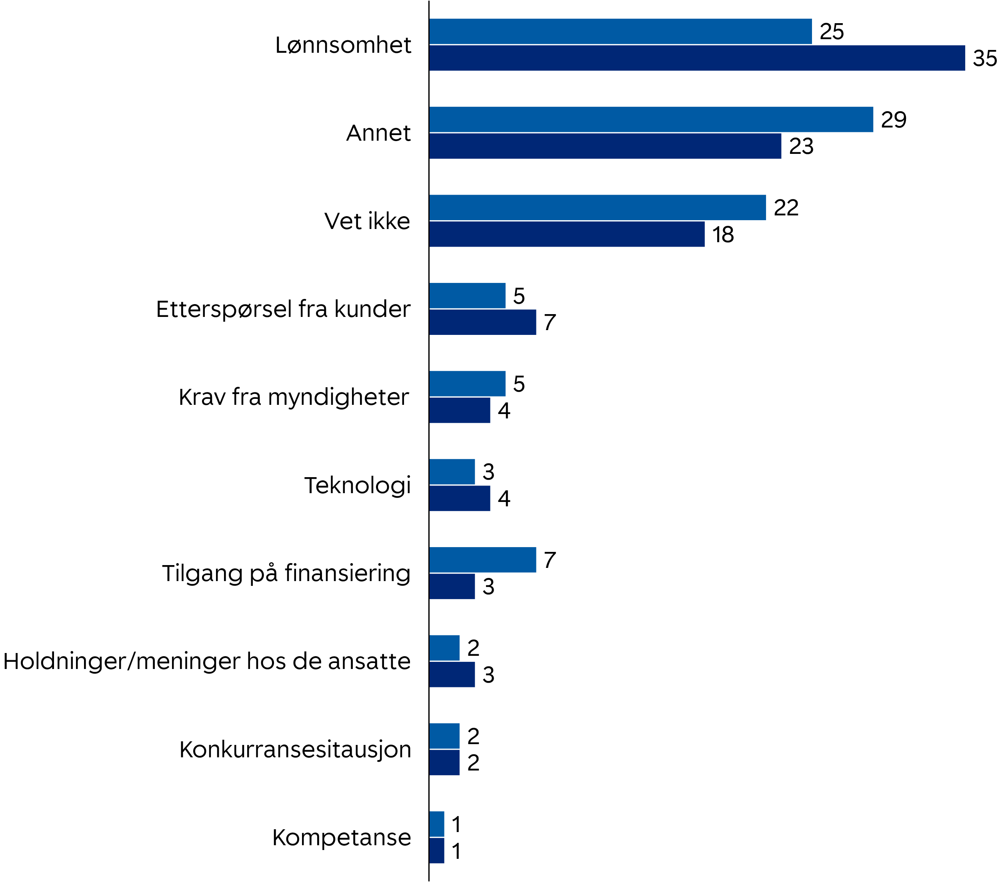 Lønnsomhet
25
35
Annet
29
23
Vet ikke
22
18
Etterspørsel fra kunder
5
7
Krav fra myndigheter
5
4
Teknologi
3
4
Tilgang på finansiering
7
3
Holdninger/meninger hos de ansatte
2
3
Konkurransesitausjon
2
2
Kompetanse
1
1